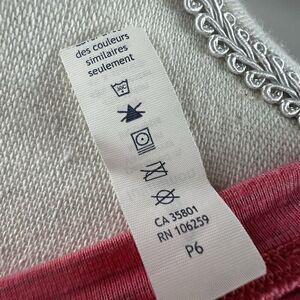 des couleurs
similaires
seulement
CA 35801
RN 106259
P6